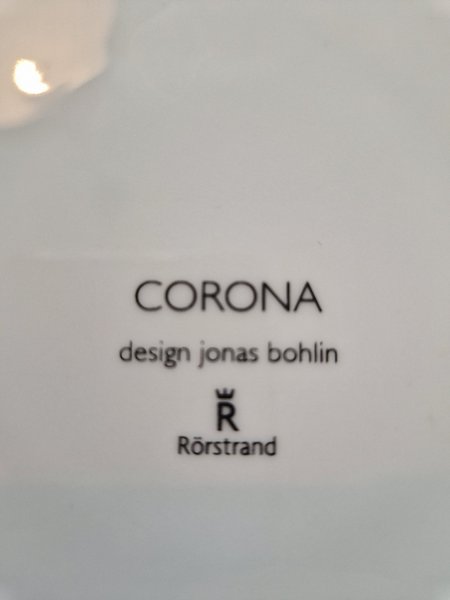 CORONA
design jonas bohlin
R
Rörstrand